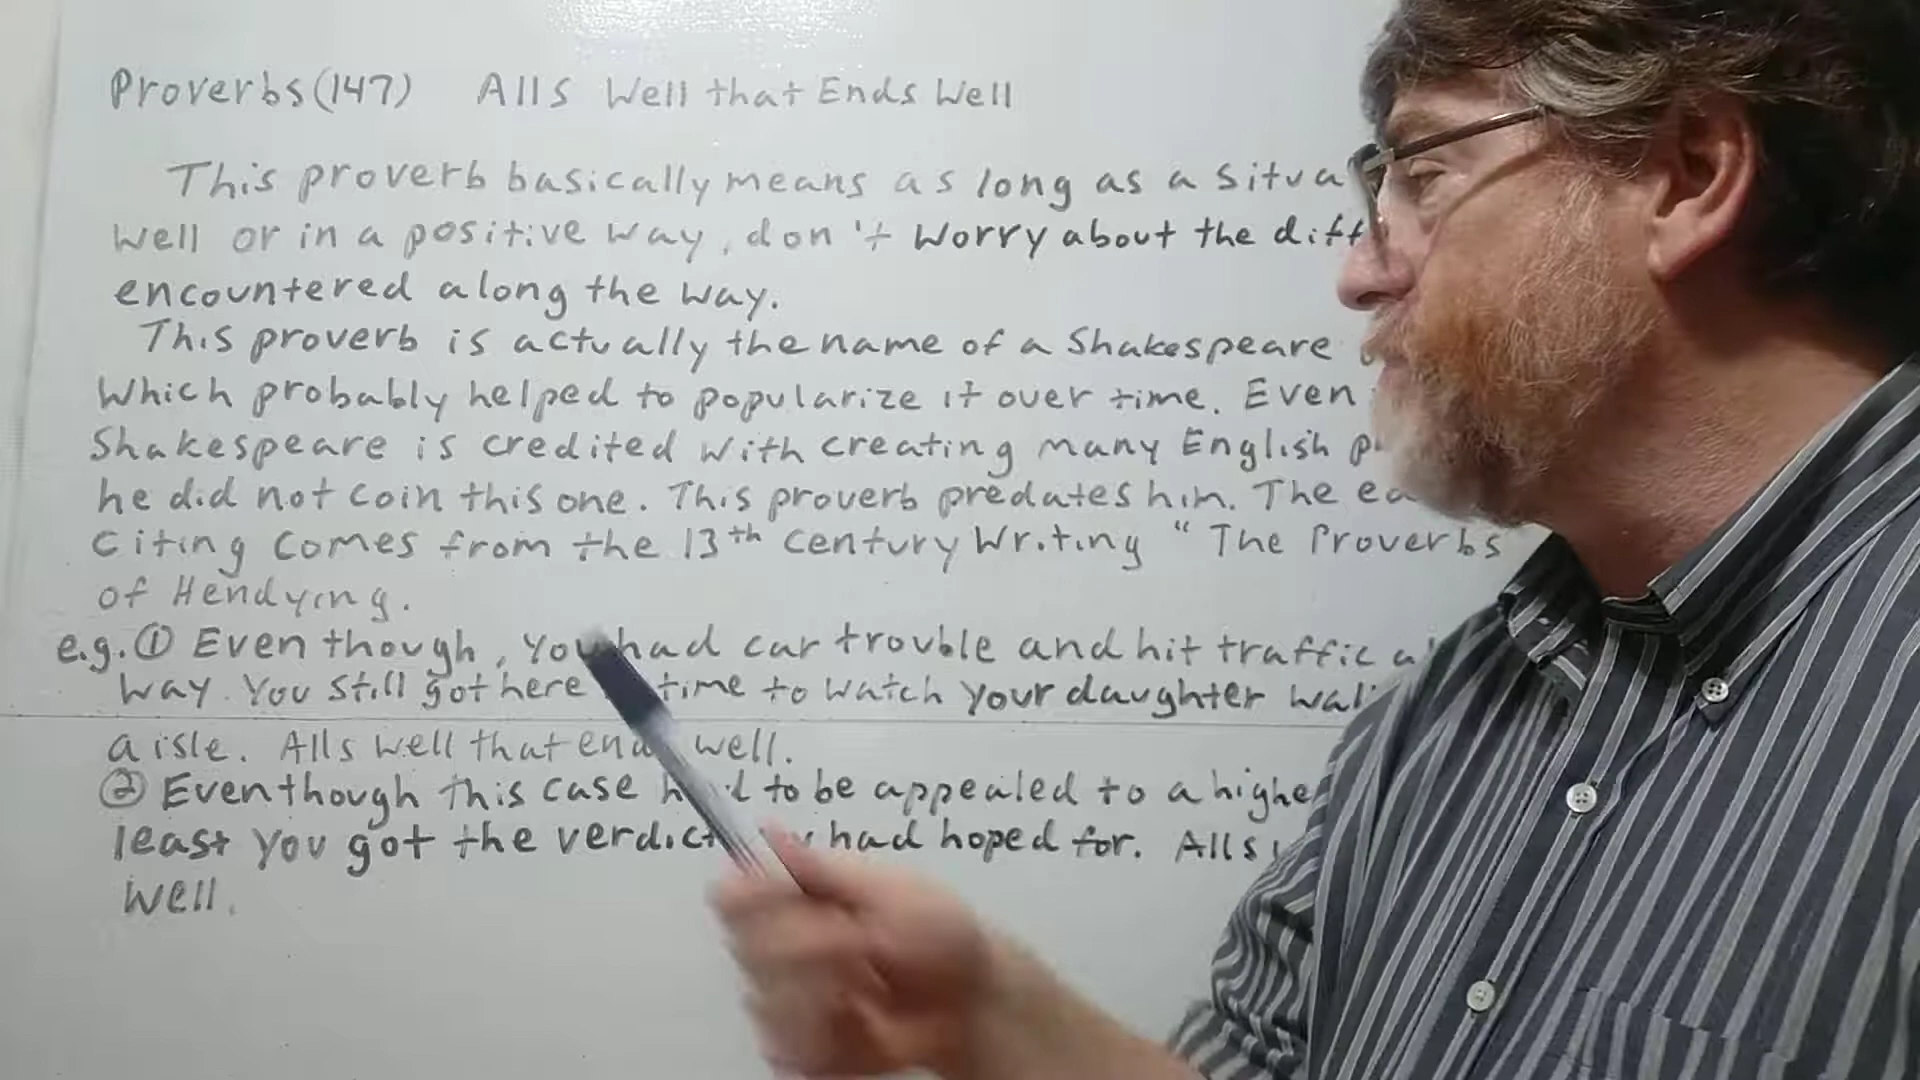 Proverbs (147) Alls Well that Ends Well
This proverb basically means as long as a
well or in a positive way, don't worry about the
encountered along the way.
This proverb is actually the name of a Shakespeare
Which probably helped to popularize it over time. Even
Shakespeare is credited with creating many English
he did not coin this one. This proverb predates him. The
Citing comes from the 13th century Writing "The Proverbs
of Hendying.
e.g. ① Even though, you had car trouble and hit traffic
way. You still got here time to watch your daughter
aisle. Alls well that well.
② Even though this case to be appealed to a
least you got the verdict had hoped for. Alls
well.